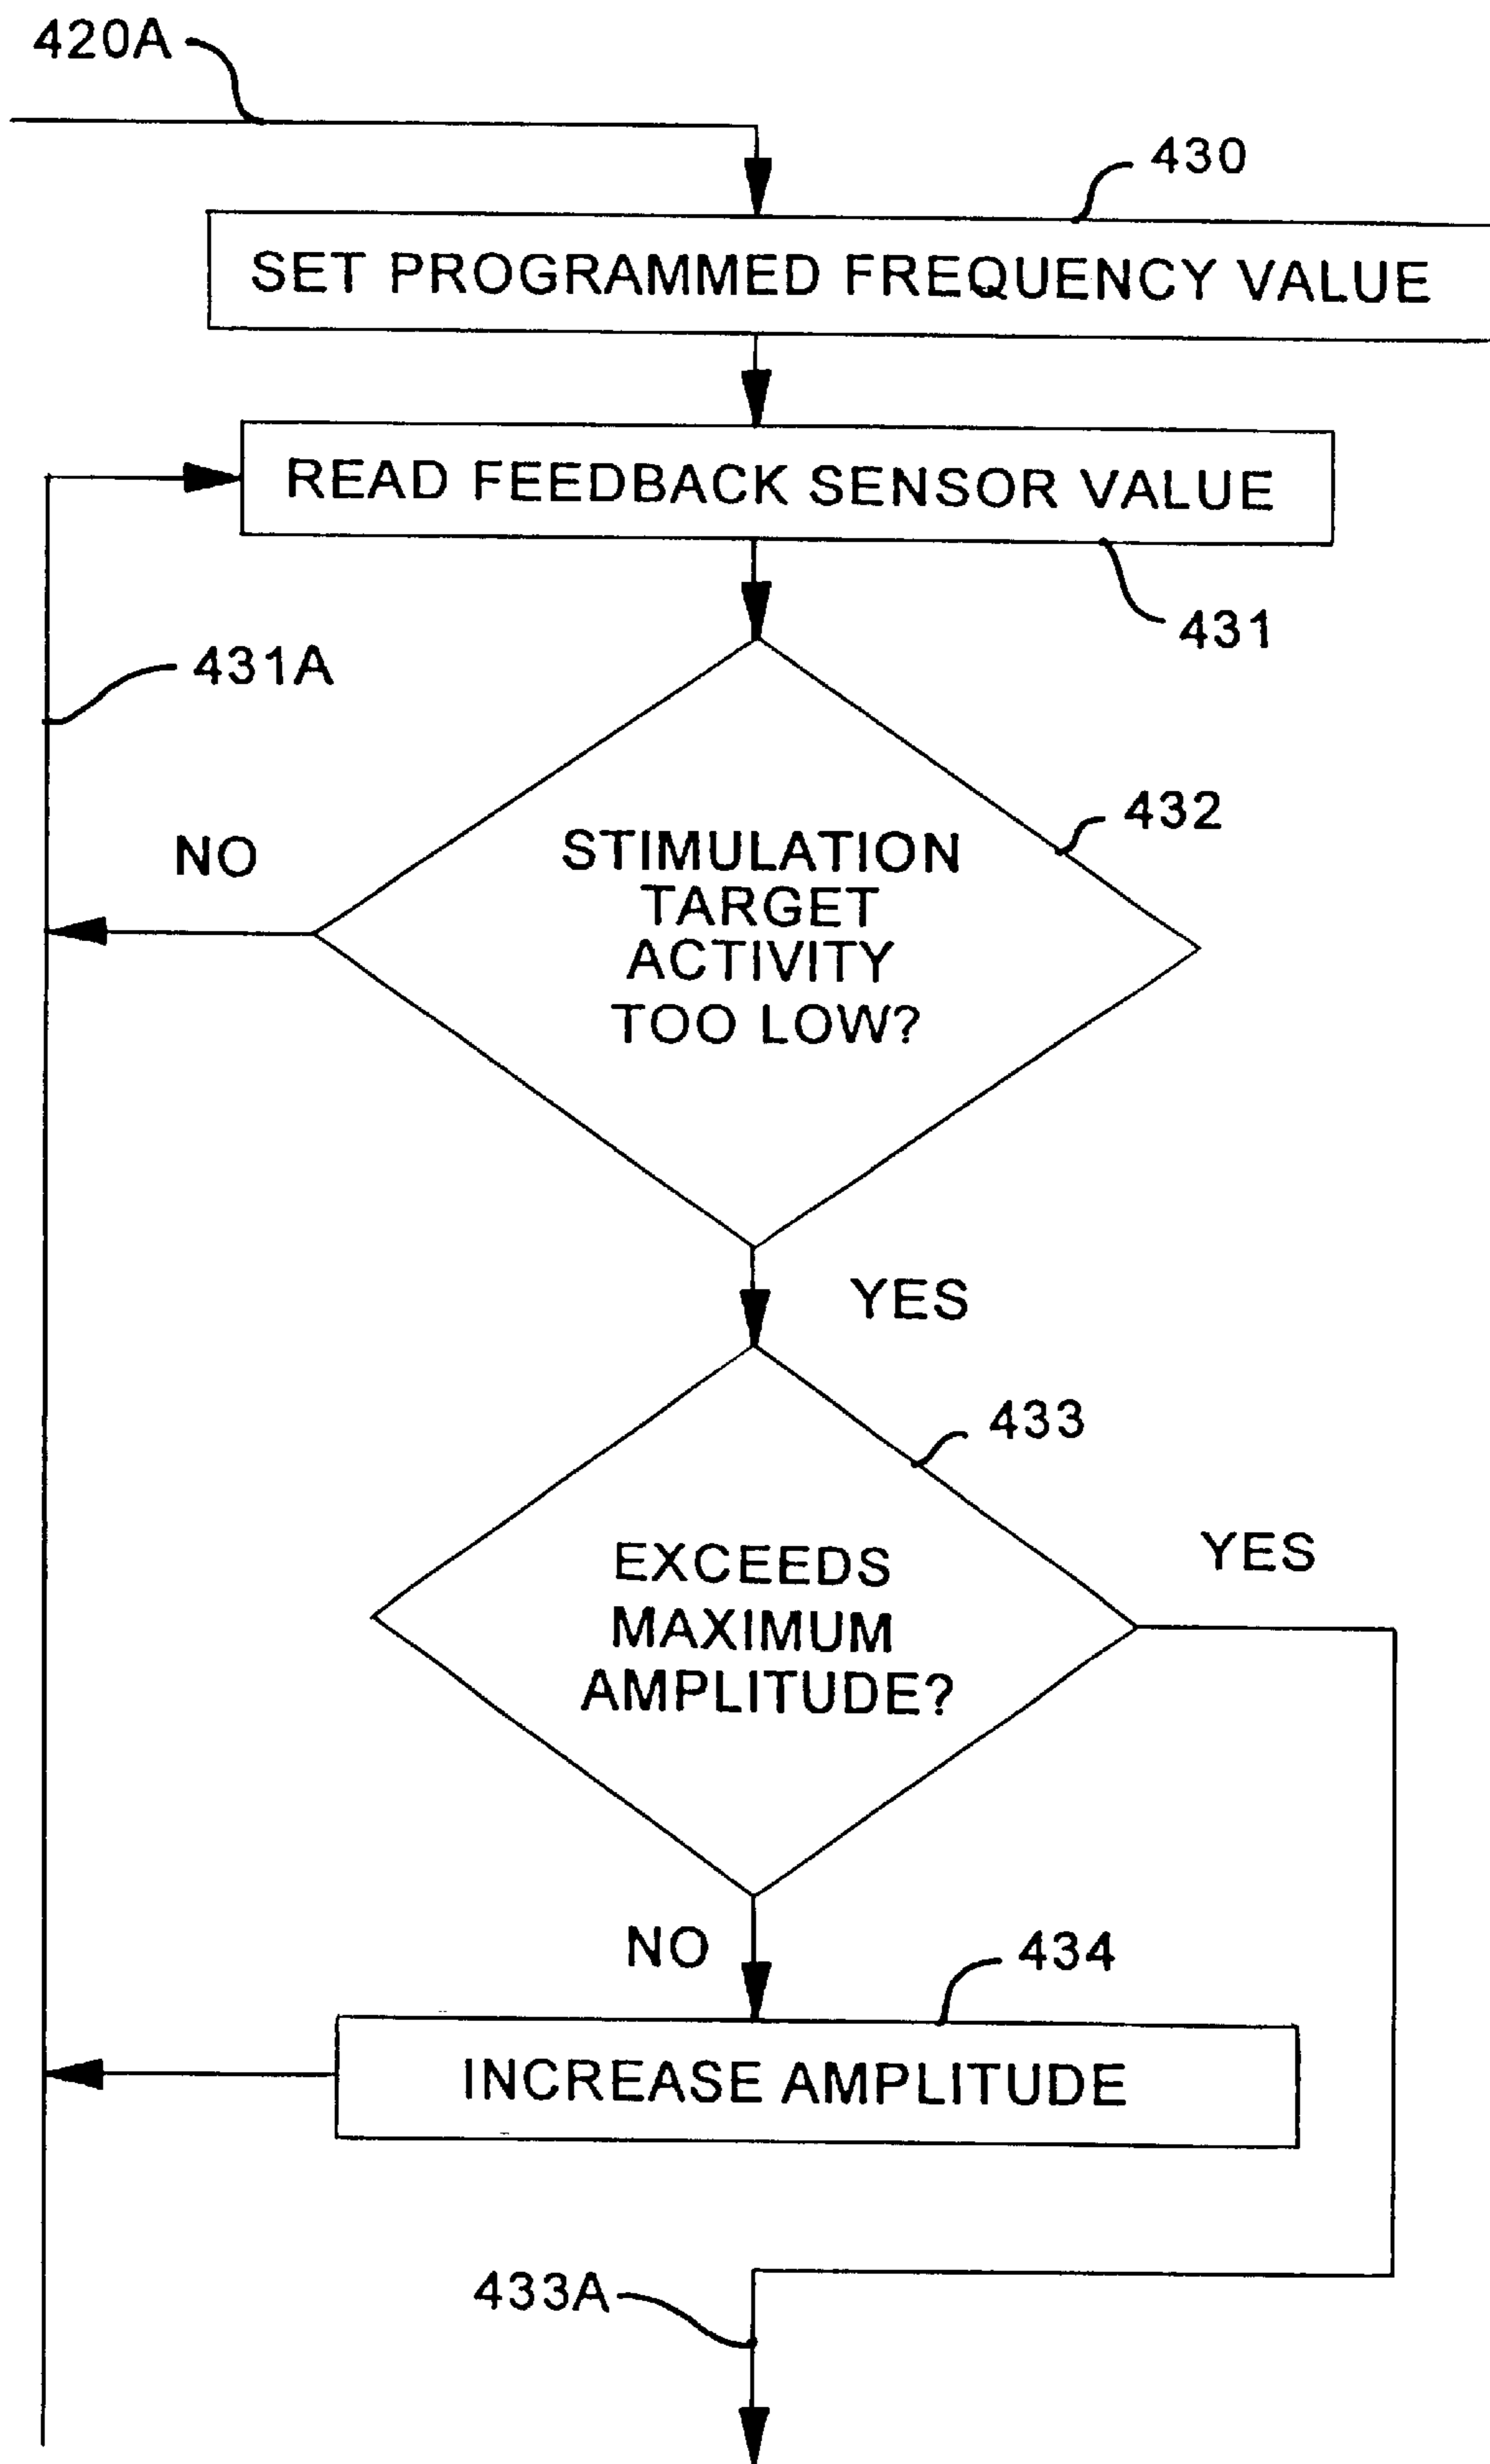 420A
430
SET PROGRAMMED FREQUENCY VALUE
READ FEEDBACK SENSOR VALUE
431
431A
432
NO
STIMULATION
TARGET
ACTIVITY
TOO LOW?
YES
433
YES
EXCEEDS
MAXIMUM
AMPLITUDE?
NO
434
INCREASE AMPLITUDE
433A